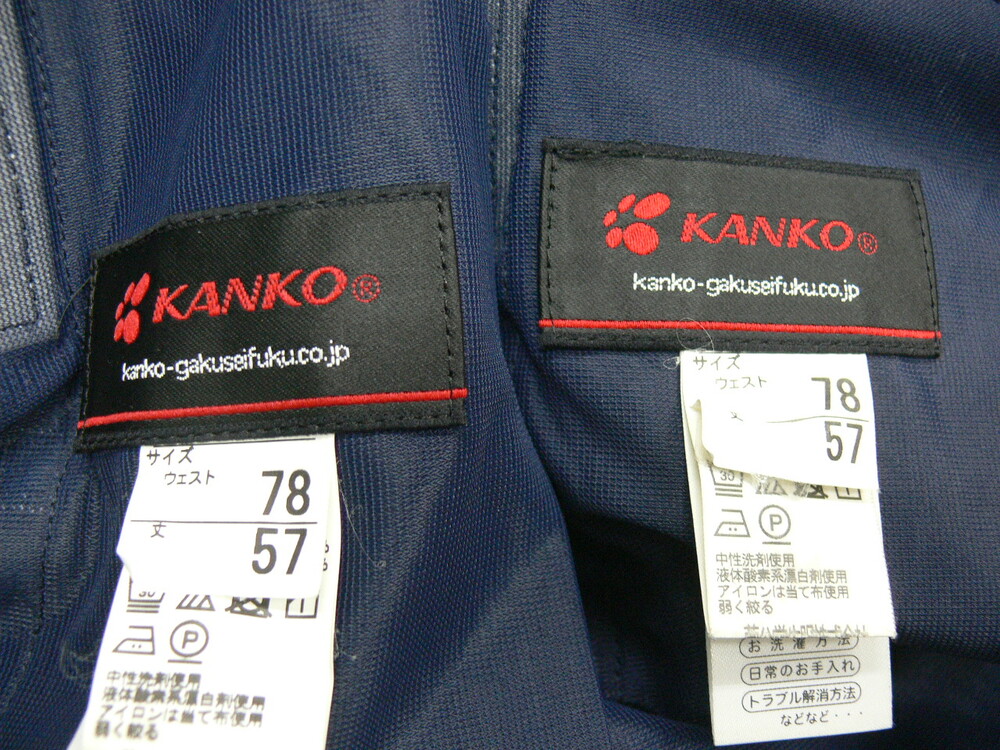 KANKO®
kanko-gakuseifuku.co.jp
サイズ
ウェスト 78
丈 57
30
P
中性洗剤使用
液体酸素系漂白剤使用
アイロンは当て布使用
弱く絞る
KANKO®
kanko-gakuseifuku.co.jp
サイズ
ウェスト 78
57
30
P
中性洗剤使用
液体酸素系漂白剤使用
アイロンは当て布使用
弱く絞る
お洗濯方法
日常のお手入れ
トラブル解消方法
などなど・・・